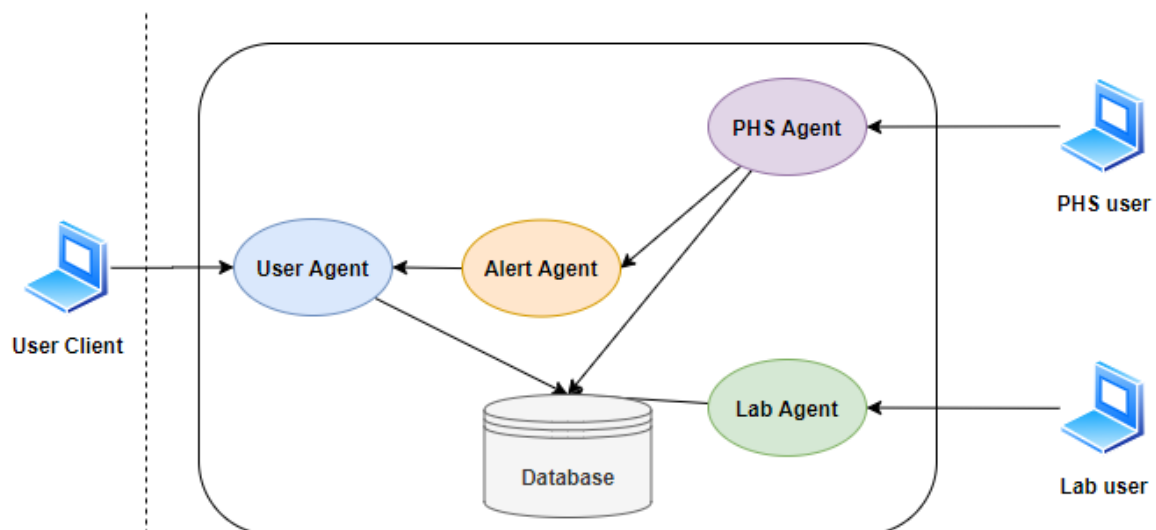 PHS Agent
PHS user
User Agent
Alert Agent
User Client
Lab Agent
Database
Lab user